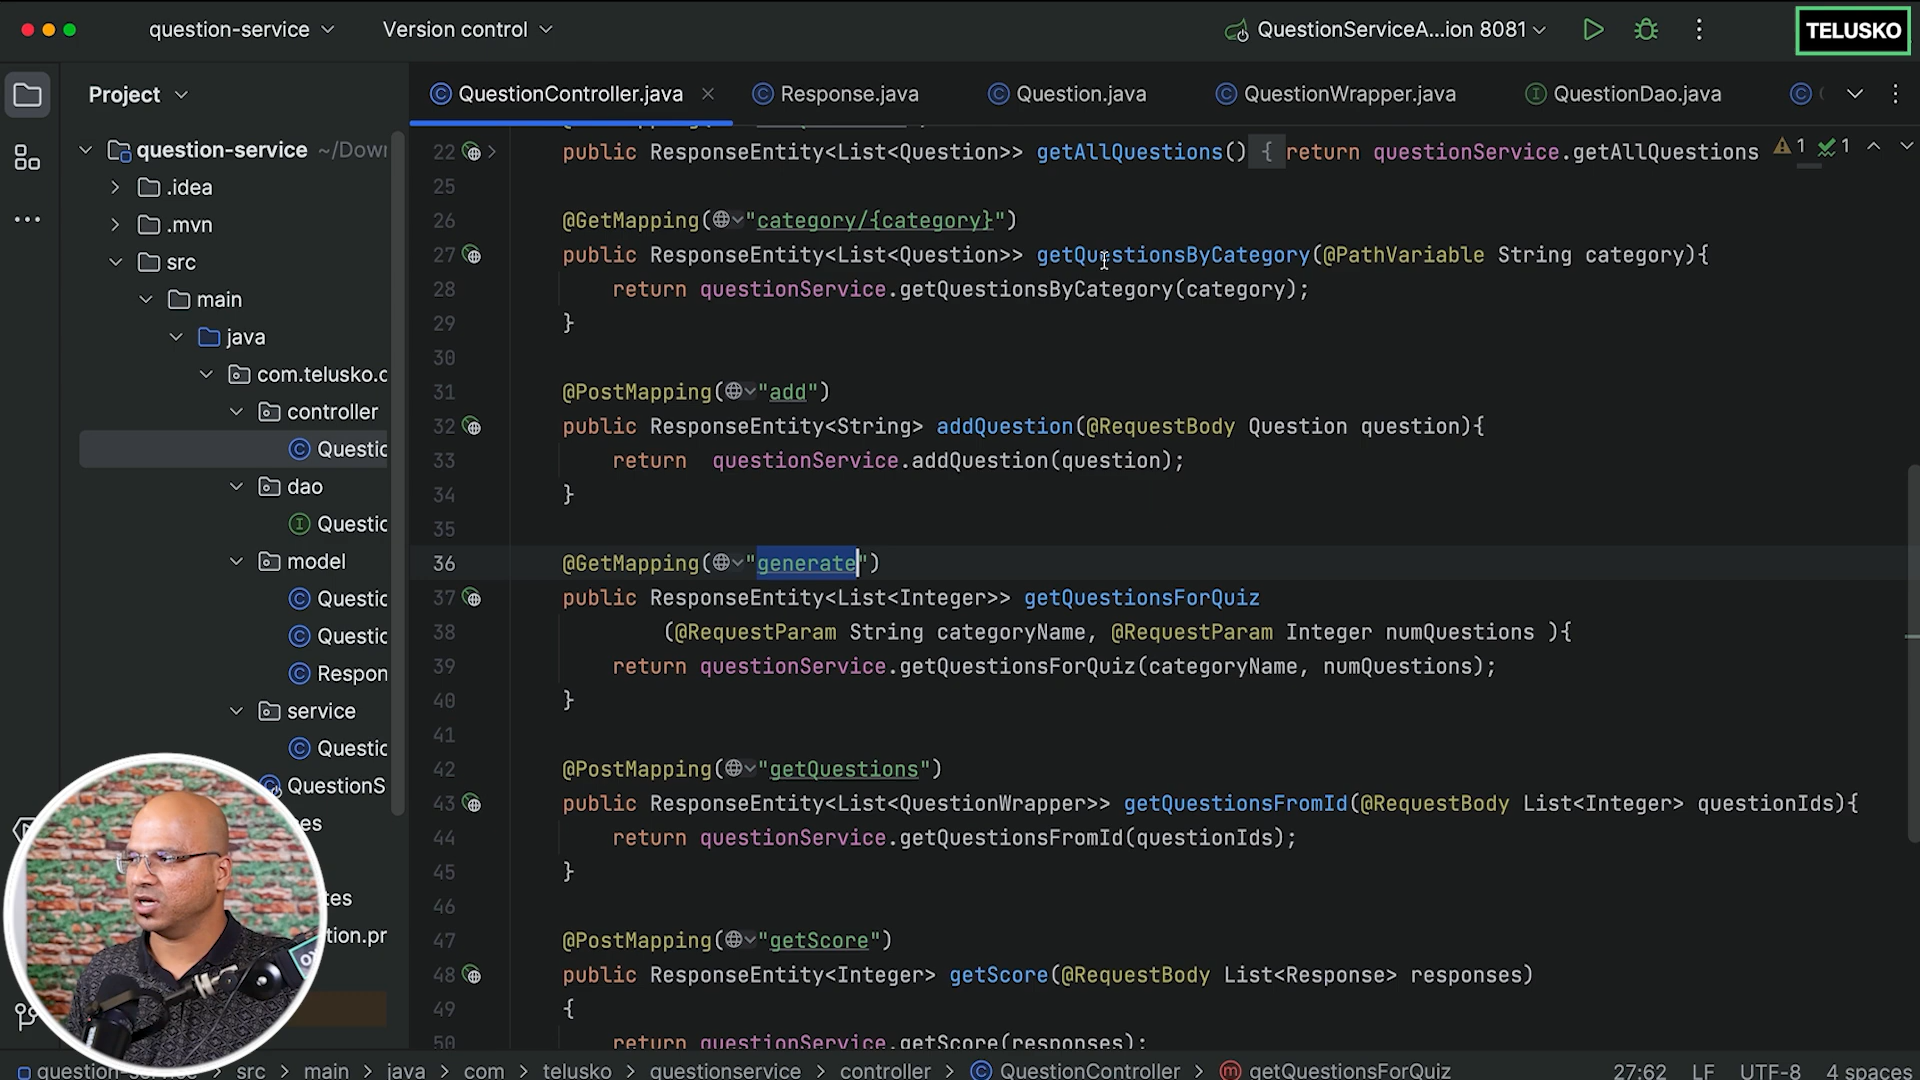 question-service
Version control
QuestionServiceA...ion 8081
TELUSKO
Project
QuestionController.java
Response.java
Question.java
QuestionWrapper.java
QuestionDao.java
question-service ~/Dow
.idea
.mvn
src
main
java
com.telusko.c
controller
Questic
dao
Questic
model
Questic
Questic
Respon
service
Questic
QuestionS
es
tes
tion.pr
22 public ResponseEntity<List<Question>> getAllQuestions() { return questionService.getAllQuestions
1 1
25
26 @GetMapping("category/{category}")
27 public ResponseEntity<List<Question>> getQuestionsByCategory(@PathVariable String category){
28 return questionService.getQuestionsByCategory(category);
29 }
30
31 @PostMapping("add")
32 public ResponseEntity<String> addQuestion(@RequestBody Question question){
33 return  questionService.addQuestion(question);
34 }
35
36 @GetMapping("generate")
37 public ResponseEntity<List<Integer>> getQuestionsForQuiz
38 (@RequestParam String categoryName, @RequestParam Integer numQuestions ){
39 return questionService.getQuestionsForQuiz(categoryName, numQuestions);
40 }
41
42 @PostMapping("getQuestions")
43 public ResponseEntity<List<QuestionWrapper>> getQuestionsFromId(@RequestBody List<Integer> questionIds){
44 return questionService.getQuestionsFromId(questionIds);
45 }
46
47 @PostMapping("getScore")
48 public ResponseEntity<Integer> getScore(@RequestBody List<Response> responses)
49 {
50 return questionService.getScore(responses);
question-service > src > main > java > com > telusko > questionservice > controller > QuestionController > getQuestionsForQuiz
27:62 LF UTF-8 4 spaces